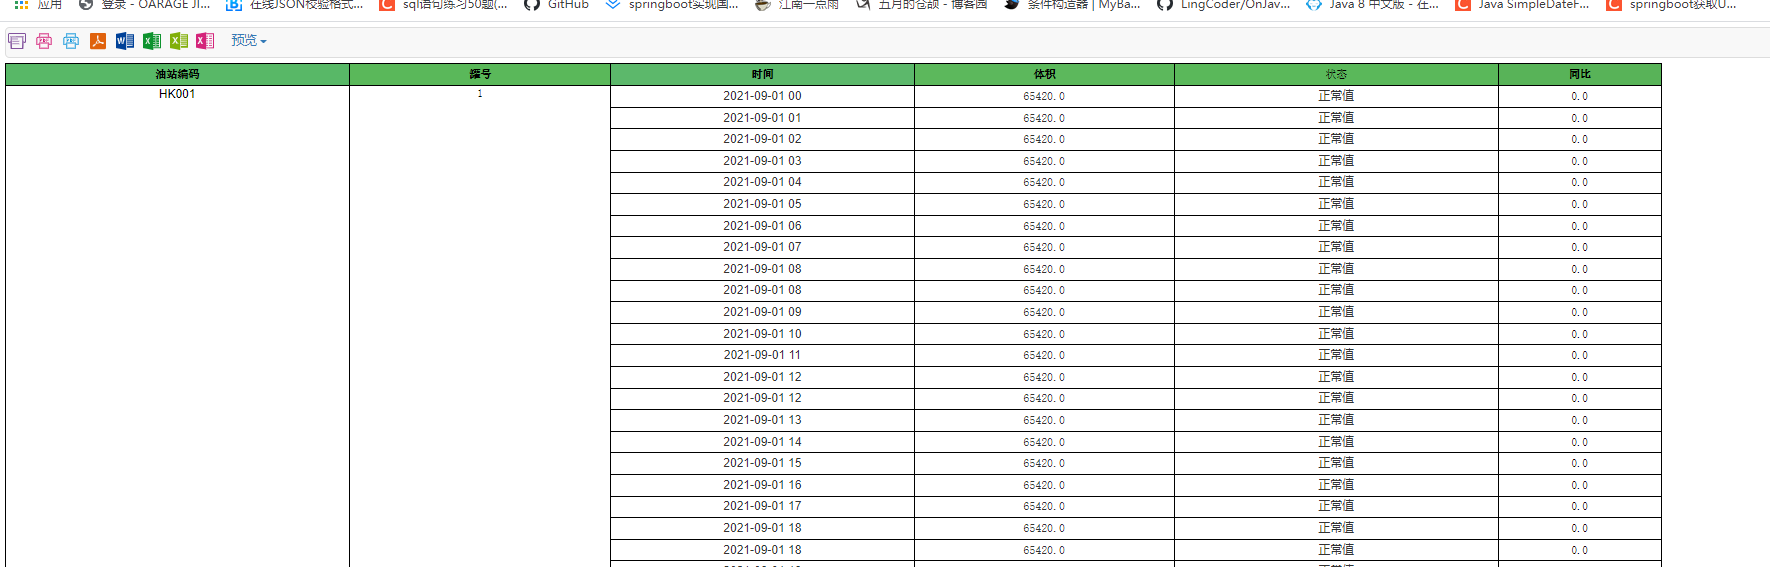 应用 登录 - OARAGE JI... 在线JSON校验格式... sql语句练习50题(... GitHub springboot实现国... 江南一点雨 五月的仓颉 - 博客园 条件构造器 | MyBa... LingCoder/OnJav... Java 8 中文版 - 在... Java SimpleDateF... springboot获取U...
预览
油站编码 罐号 时间 体积 状态 同比
HK001 1 2021-09-01 00 65420.0 正常值 0.0
2021-09-01 01 65420.0 正常值 0.0
2021-09-01 02 65420.0 正常值 0.0
2021-09-01 03 65420.0 正常值 0.0
2021-09-01 04 65420.0 正常值 0.0
2021-09-01 05 65420.0 正常值 0.0
2021-09-01 06 65420.0 正常值 0.0
2021-09-01 07 65420.0 正常值 0.0
2021-09-01 08 65420.0 正常值 0.0
2021-09-01 08 65420.0 正常值 0.0
2021-09-01 09 65420.0 正常值 0.0
2021-09-01 10 65420.0 正常值 0.0
2021-09-01 11 65420.0 正常值 0.0
2021-09-01 12 65420.0 正常值 0.0
2021-09-01 12 65420.0 正常值 0.0
2021-09-01 13 65420.0 正常值 0.0
2021-09-01 14 65420.0 正常值 0.0
2021-09-01 15 65420.0 正常值 0.0
2021-09-01 16 65420.0 正常值 0.0
2021-09-01 17 65420.0 正常值 0.0
2021-09-01 18 65420.0 正常值 0.0
2021-09-01 18 65420.0 正常值 0.0